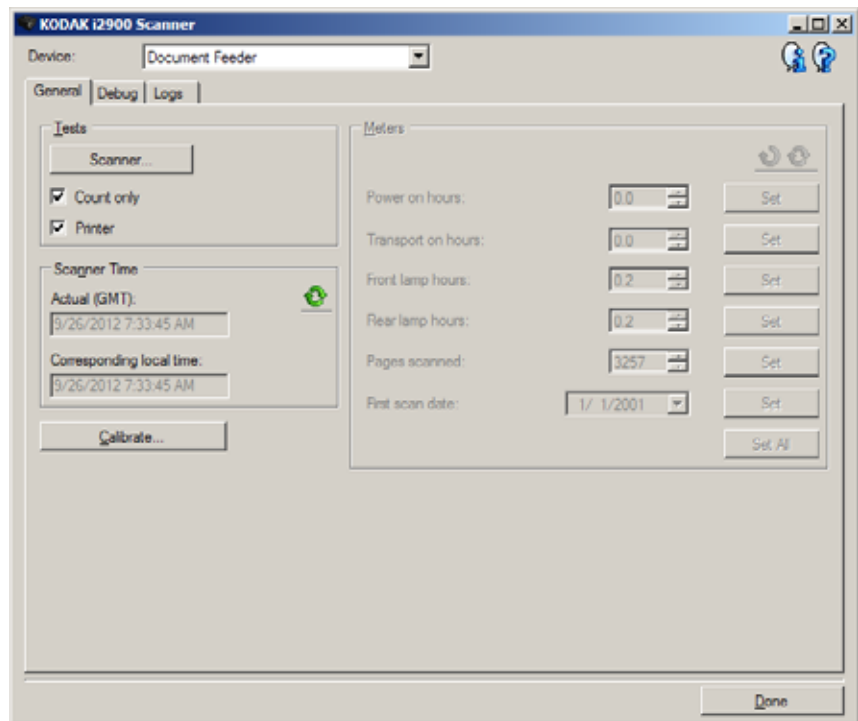 KODAK i2900 Scanner
Device: Document Feeder
General Debug Logs
Tests
Scanner...
Count only
Printer
Scanner Time
Actual (GMT):
9/26/2012 7:33:45 AM
Corresponding local time:
9/26/2012 7:33:45 AM
Calibrate...
Meters
Power on hours: 0.0 Set
Transport on hours: 0.0 Set
Front lamp hours: 0.2 Set
Rear lamp hours: 0.2 Set
Pages scanned: 3257 Set
First scan date: 1/ 1/2001 Set
Set All
Done